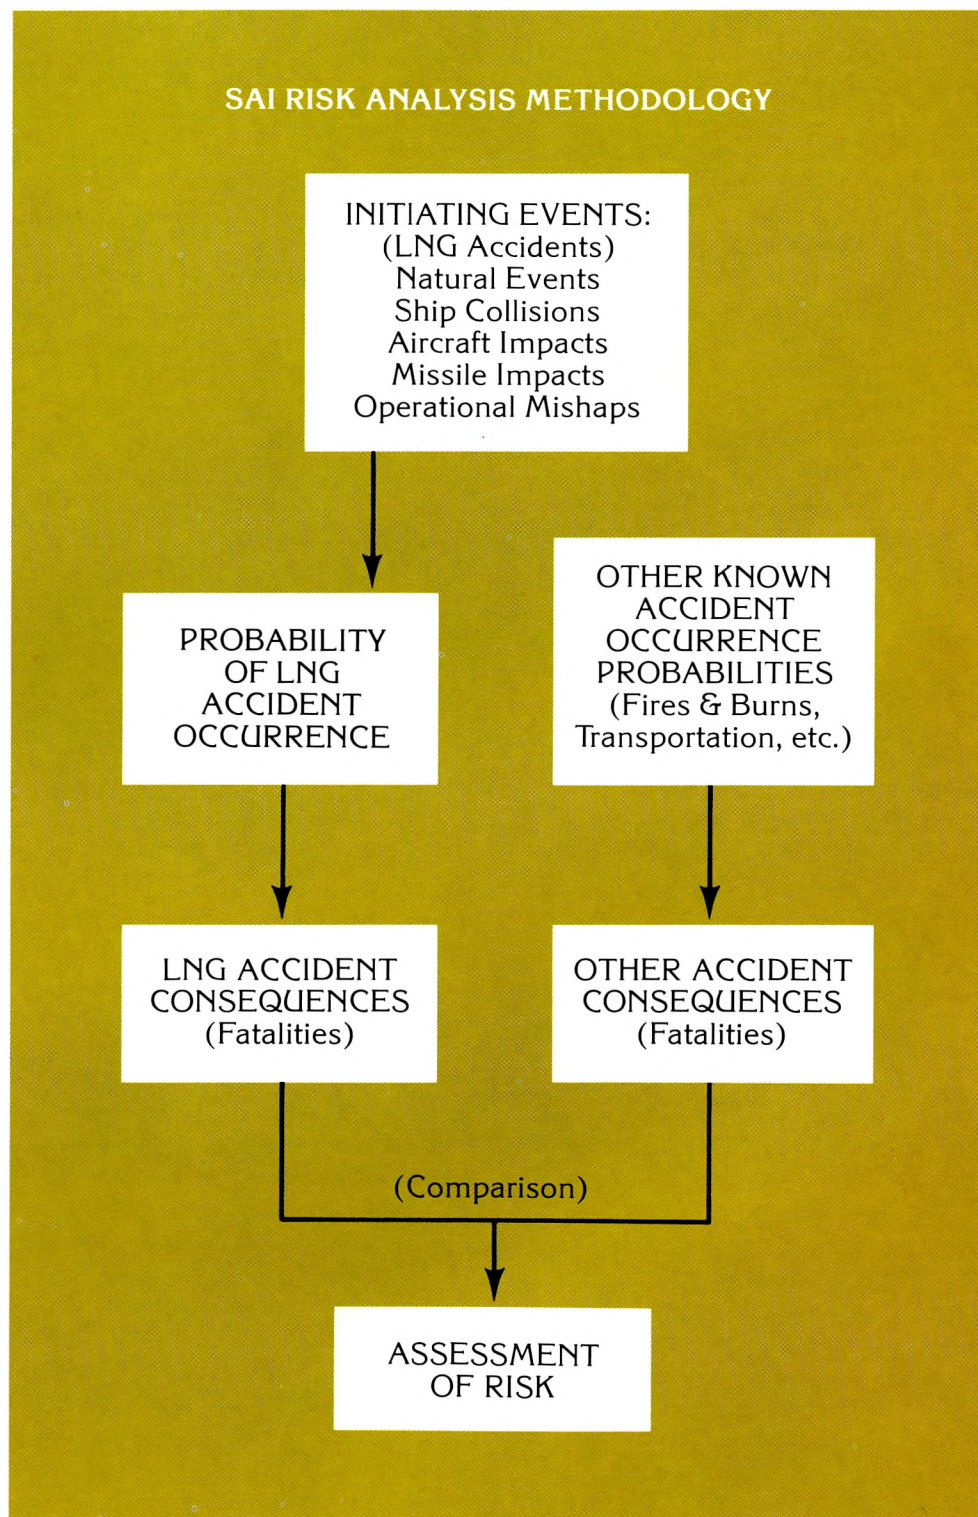 SAI RISK ANALYSIS METHODOLOGY
INITIATING EVENTS:
(LNG Accidents)
Natural Events
Ship Collisions
Aircraft Impacts
Missile Impacts
Operational Mishaps
PROBABILITY
OF LNG
ACCIDENT
OCCURRENCE
OTHER KNOWN
ACCIDENT
OCCURRENCE
PROBABILITIES
(Fires & Burns,
Transportation, etc.)
LNG ACCIDENT
CONSEQUENCES
(Fatalities)
OTHER ACCIDENT
CONSEQUENCES
(Fatalities)
(Comparison)
ASSESSMENT
OF RISK